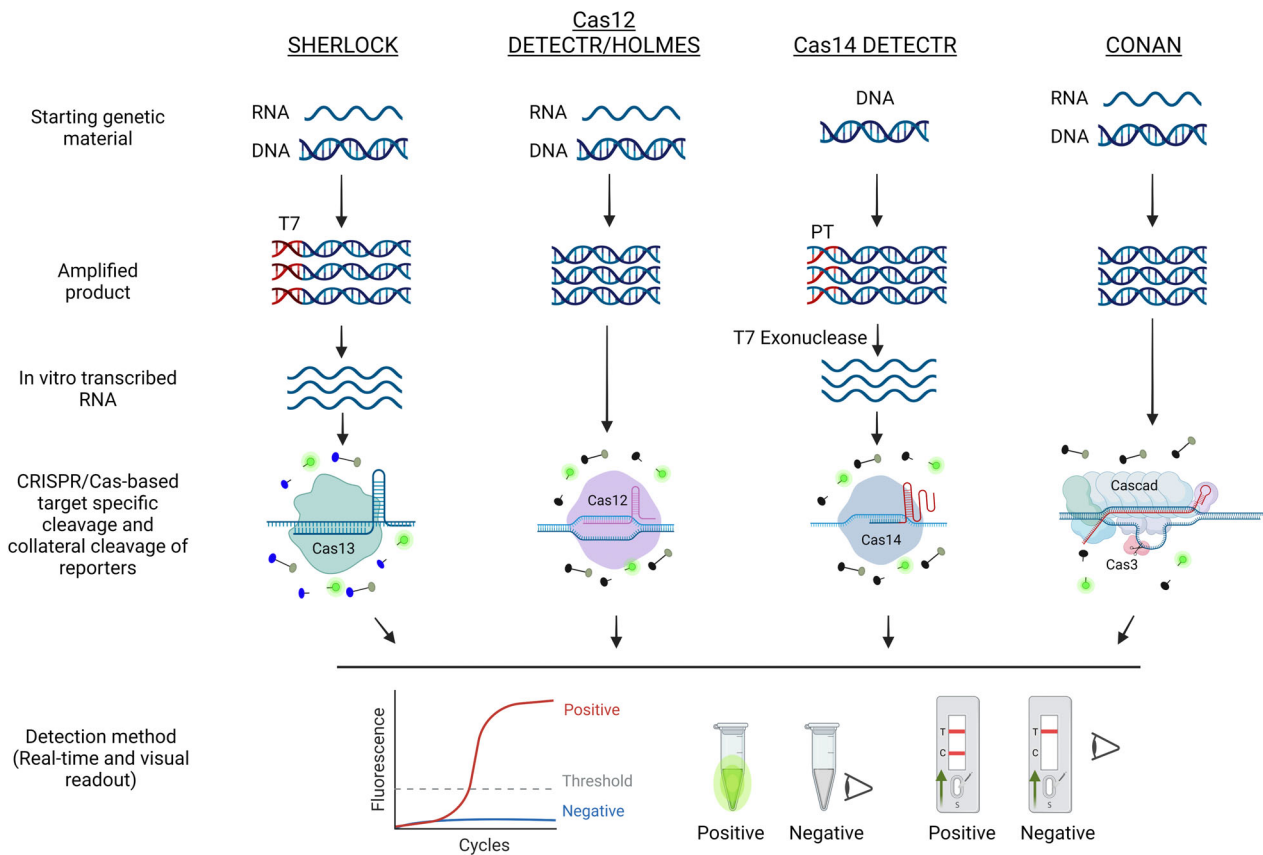 SHERLOCK
Cas12
DETECTR/HOLMES
Cas14 DETECTR
CONAN
Starting genetic
material
RNA
DNA
RNA
DNA
DNA
RNA
DNA
Amplified
product
T7
PT
In vitro transcribed
RNA
T7 Exonuclease
CRISPR/Cas-based
target specific
cleavage and
collateral cleavage of
reporters
Cas13
Cas12
Cas14
Cascad
Cas3
Detection method
(Real-time and visual
readout)
Fluorescence
Cycles
Positive
Threshold
Negative
Positive
Negative
T
C
S
Positive
T
C
S
Negative